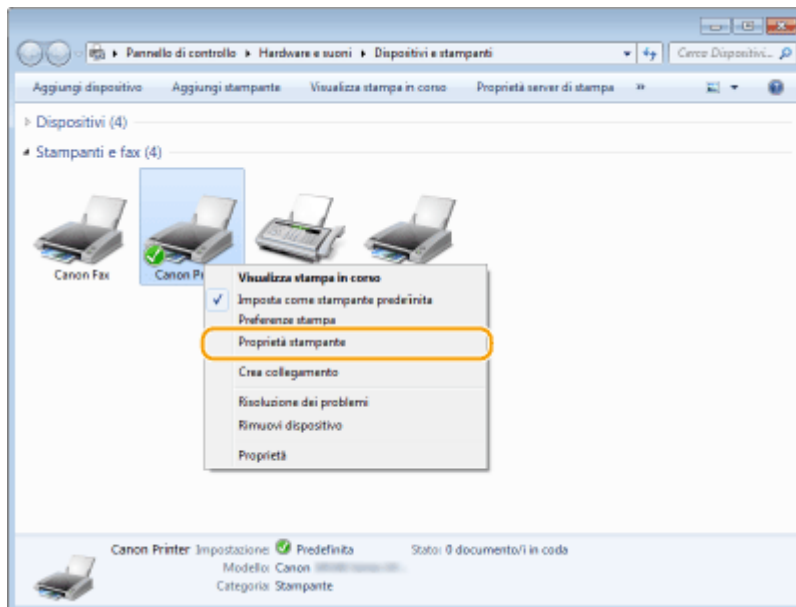 Pannello di controllo ▸ Hardware e suoni ▸ Dispositivi e stampanti
Cerca Dispositivi...
Aggiungi dispositivo Aggiungi stampante Visualizza stampa in corso Proprietà server di stampa »
Dispositivi (4)
Stampanti e fax (4)
Canon Fax
Canon
Visualizza stampa in corso
Imposta come stampante predefinita
Preferenze stampa
Proprietà stampante
Crea collegamento
Risoluzione dei problemi
Rimuovi dispositivo
Proprietà
Canon Printer Impostazione: Predefinita Stato: 0 documento/i in coda
Modello: Canon
Categoria: Stampante